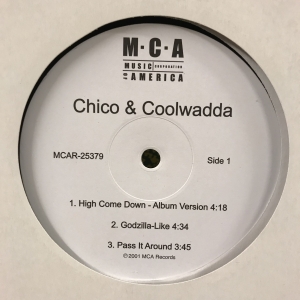 M·C·A
MUSIC CORPORATION
OF AMERICA
Chico & Coolwadda
MCAR-25379 Side 1
1. High Come Down - Album Version 4:18
2. Godzilla-Like 4:34
3. Pass It Around 3:45
℗2001 MCA Records